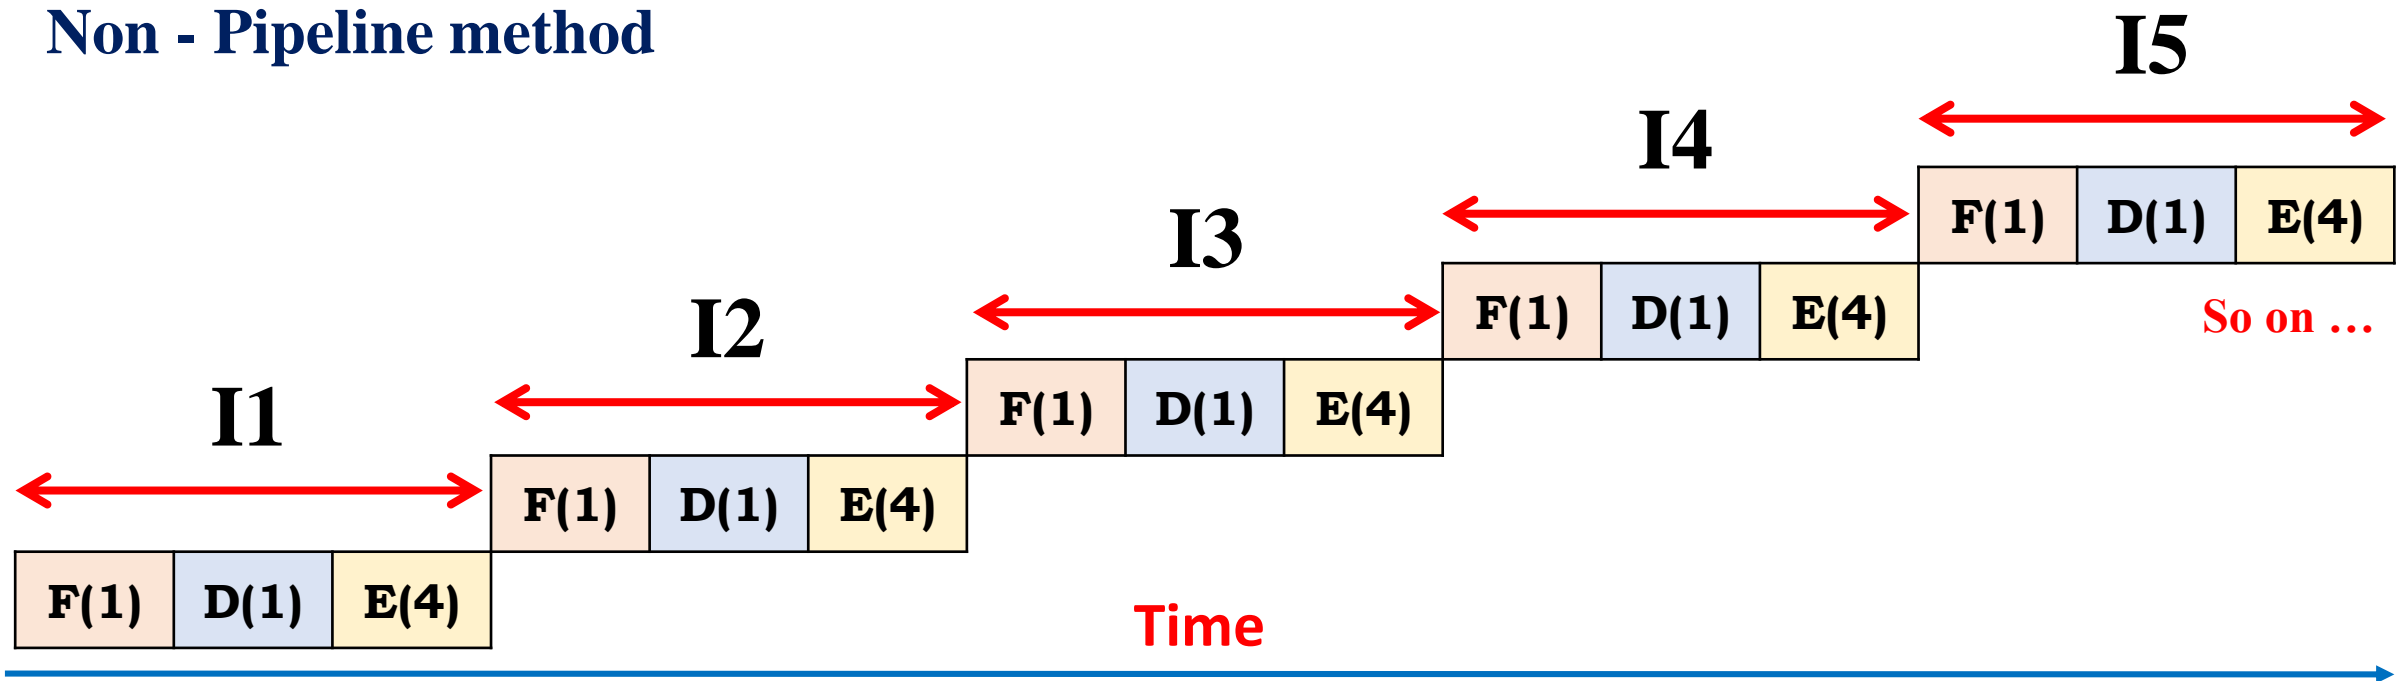 Non - Pipeline method
I5
I4
F(1) D(1) E(4)
I3
F(1) D(1) E(4)
So on ...
I2
F(1) D(1) E(4)
I1
F(1) D(1) E(4)
F(1) D(1) E(4)
Time